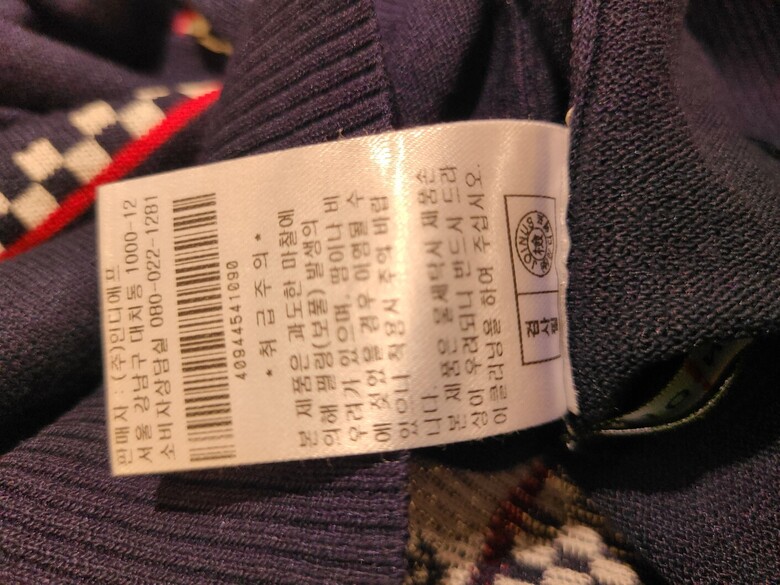 판매자 : (주)인디에프
서울 강남구 대치동 1000-12
소비자상담실 080-022-1281
40944541090
* 취 급 주 의 *
본 제품은 과도한 마찰에
의해 필링(보풀) 발생의
우려가 있으며, 땀이나 비
에 젖었을 경우 이염될 수
있으니 착용시 주의 바랍
니다.
본 제품은 물세탁시 제품손
상이 우려되니 반드시 드라
이 클리닝을 하여 주십시오.
검사필
QINUS
檢